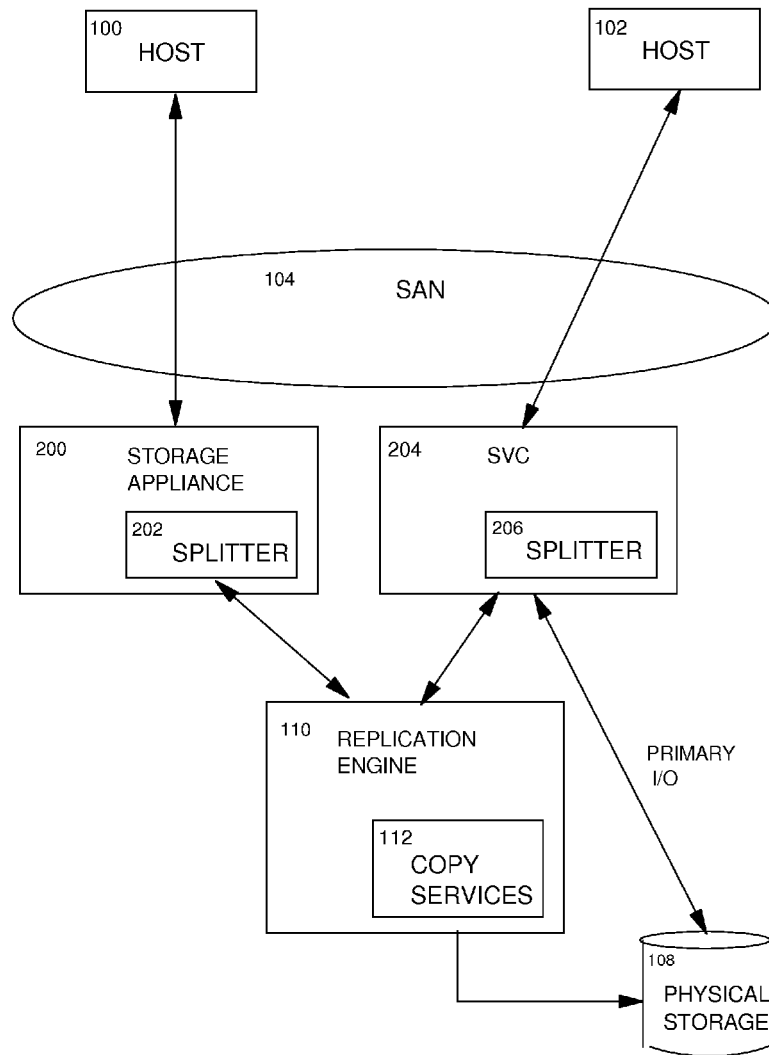 100
HOST
102
HOST
104
SAN
200
STORAGE
APPLIANCE
202
SPLITTER
204
SVC
206
SPLITTER
110
REPLICATION
ENGINE
112
COPY
SERVICES
PRIMARY
I/O
108
PHYSICAL
STORAGE